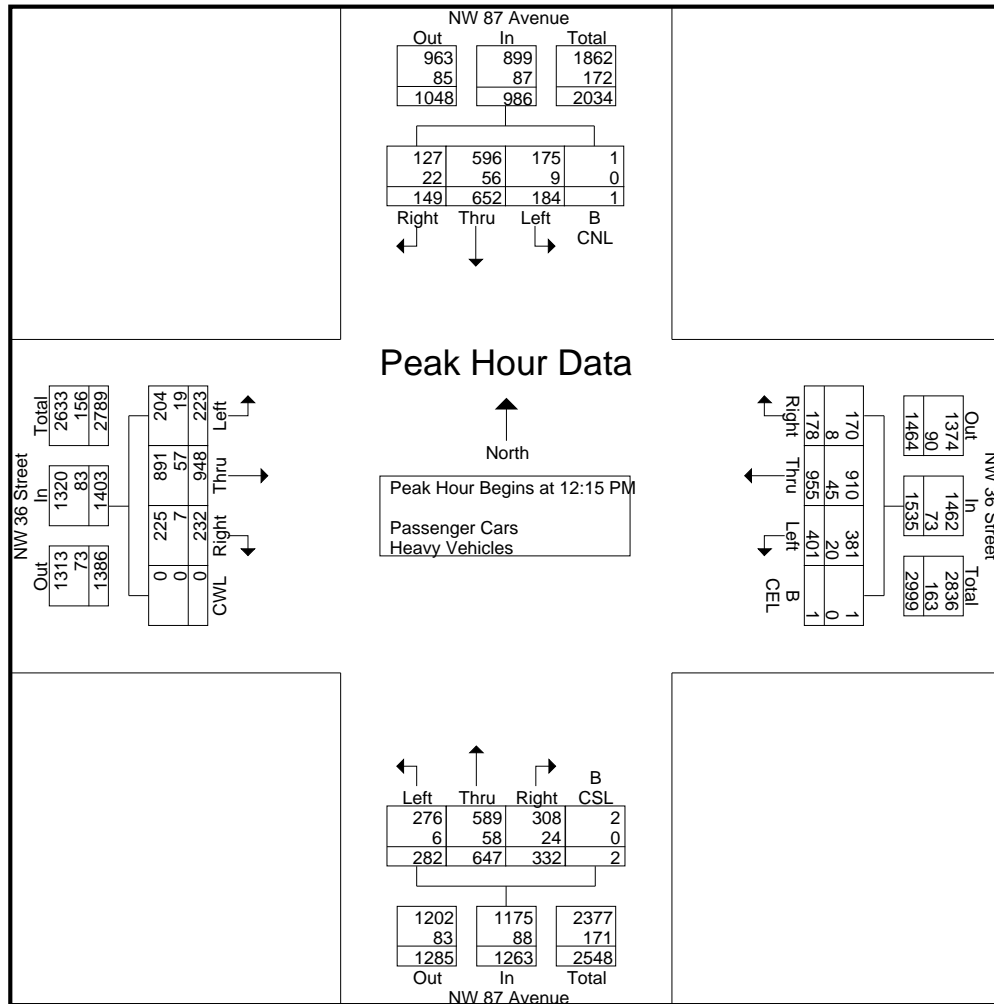 NW 87 Avenue
Out In Total
963 899 1862
85 87 172
1048 986 2034
127 596 175 1
22 56 9 0
149 652 184 1
Right Thru Left B
CNL
Peak Hour Data
North
Peak Hour Begins at 12:15 PM
Passenger Cars
Heavy Vehicles
NW 36 Street
Out In Total
1313 1320 2633
73 83 156
1386 1403 2789
CWL Right Thru Left
0 225 891 204
0 7 57 19
0 232 948 223
NW 36 Street
Out In Total
1374 1462 2836
90 73 163
1464 1535 2999
170 910 381 1
8 45 20 0
178 955 401 1
Right Thru Left B
CEL
B
Left Thru Right CSL
276 589 308 2
6 58 24 0
282 647 332 2
1202 1175 2377
83 88 171
1285 1263 2548
Out In Total
NW 87 Avenue